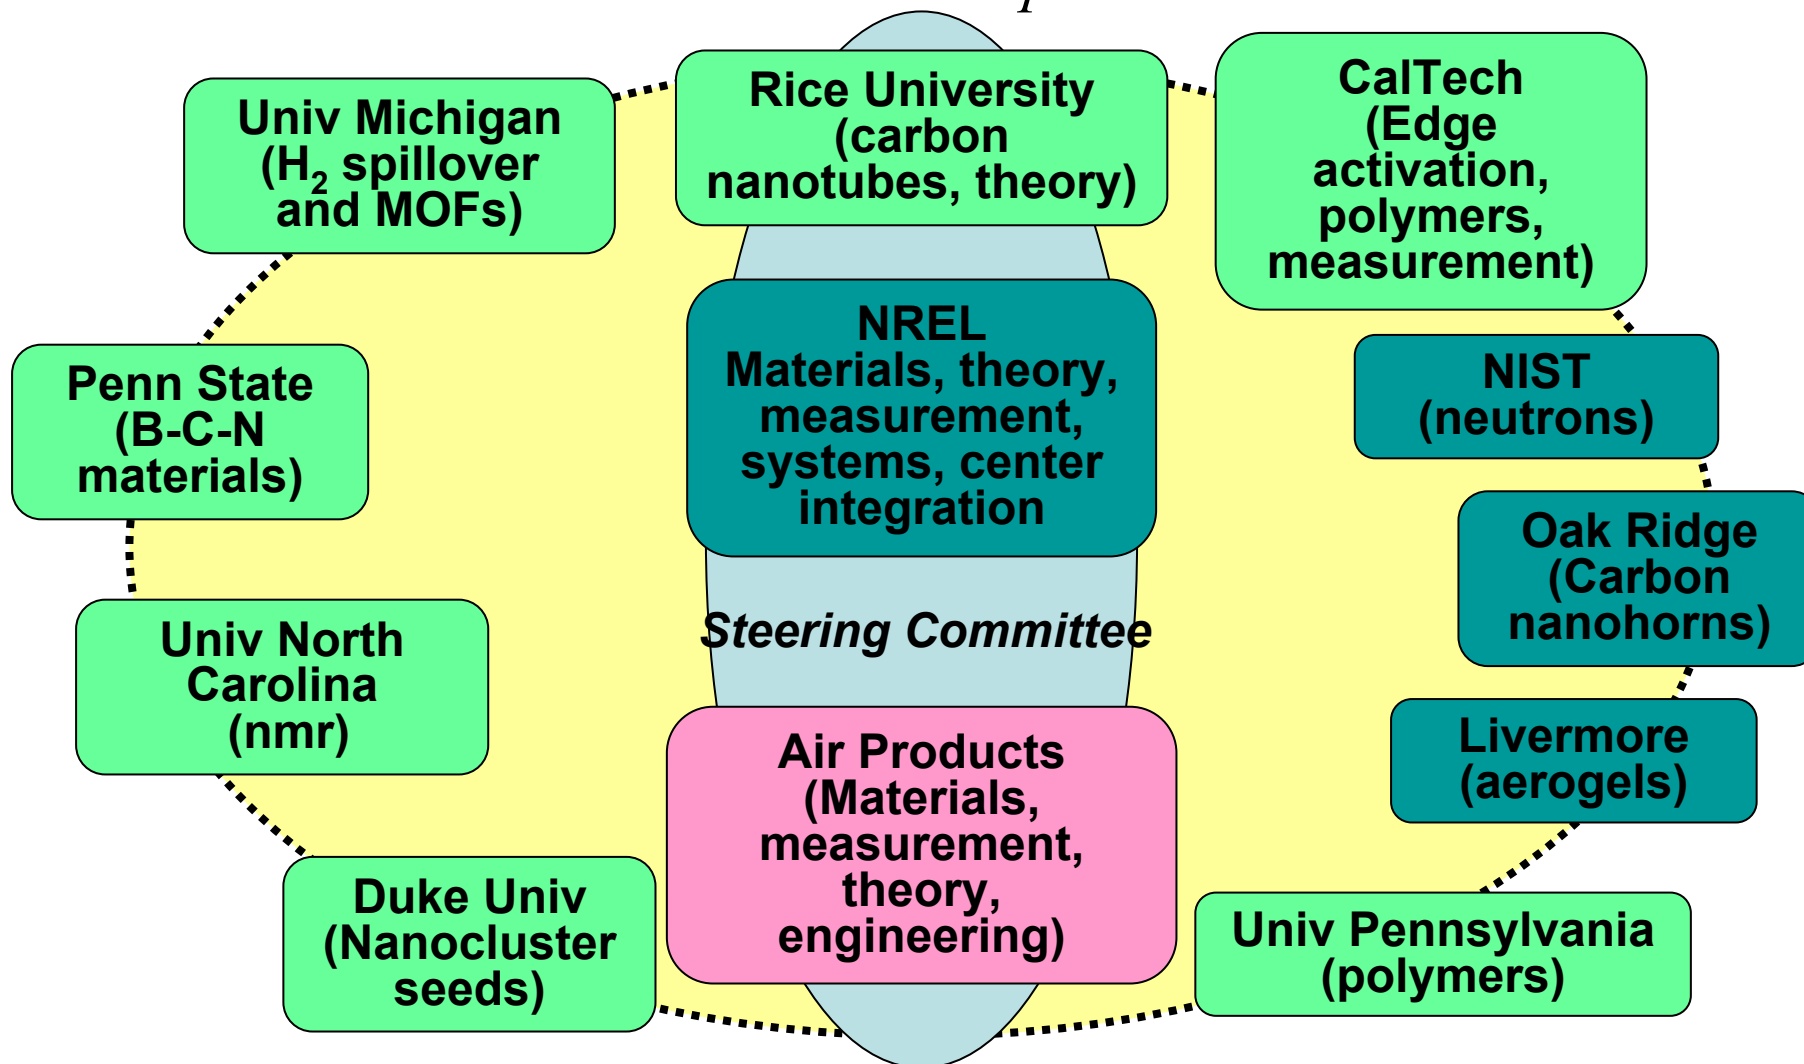 Rice University
(carbon
nanotubes, theory)
CalTech
(Edge
activation,
polymers,
measurement)
Univ Michigan
(H₂ spillover
and MOFs)
NREL
Materials, theory,
measurement,
systems, center
integration
NIST
(neutrons)
Penn State
(B-C-N
materials)
Oak Ridge
(Carbon
nanohorns)
Steering Committee
Univ North
Carolina
(nmr)
Livermore
(aerogels)
Air Products
(Materials,
measurement,
theory,
engineering)
Duke Univ
(Nanocluster
seeds)
Univ Pennsylvania
(polymers)